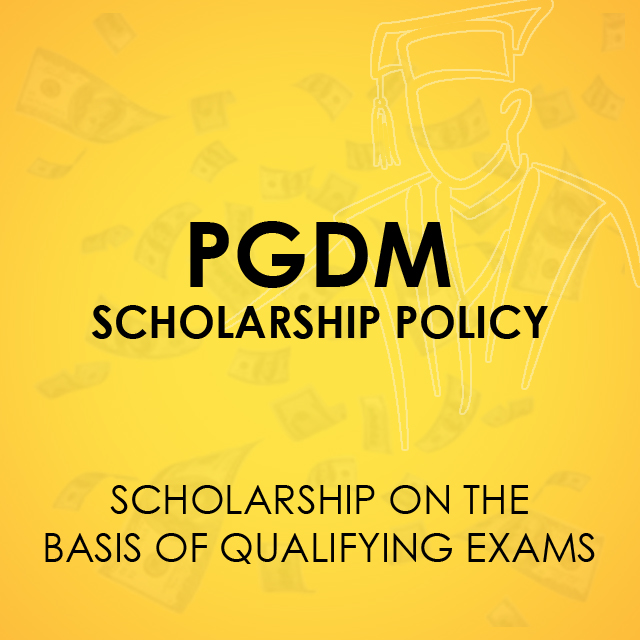 PGDM
SCHOLARSHIP POLICY
SCHOLARSHIP ON THE
BASIS OF QUALIFYING EXAMS